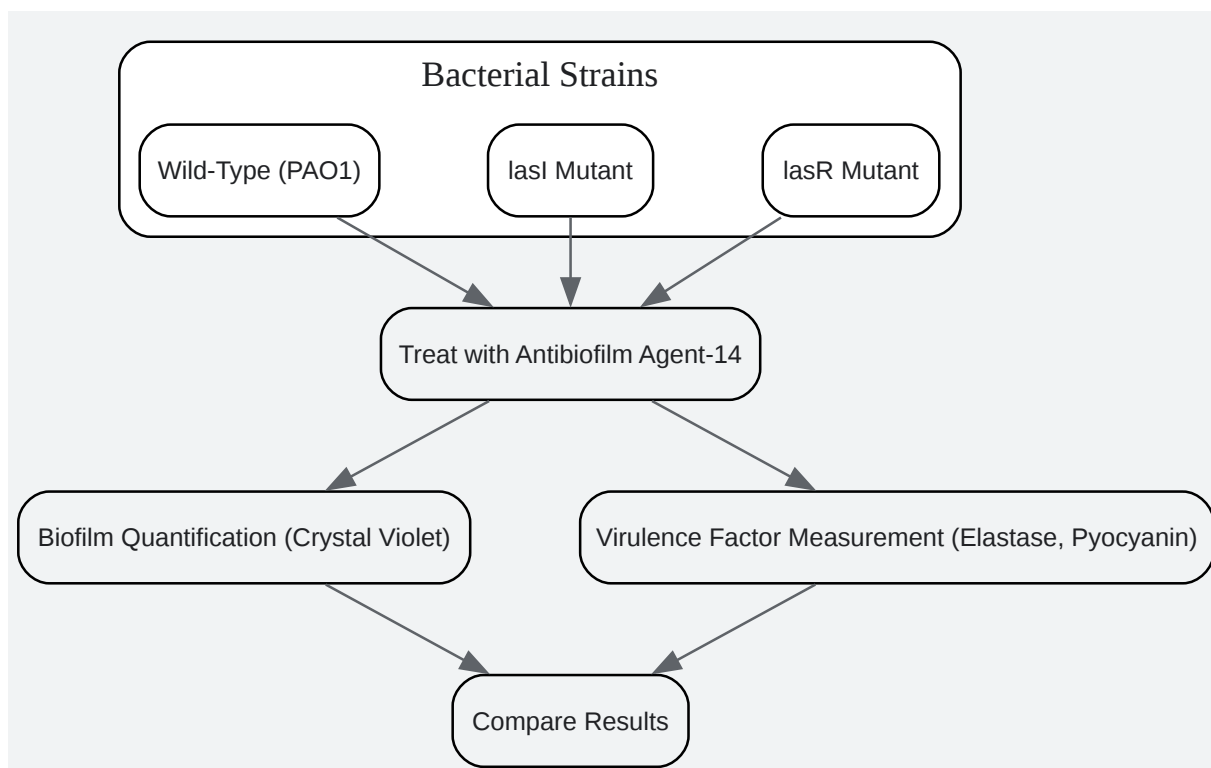 Bacterial Strains
Wild-Type (PAO1)
lasI Mutant
lasR Mutant
Treat with Antibiofilm Agent-14
Biofilm Quantification (Crystal Violet)
Virulence Factor Measurement (Elastase, Pyocyanin)
Compare Results